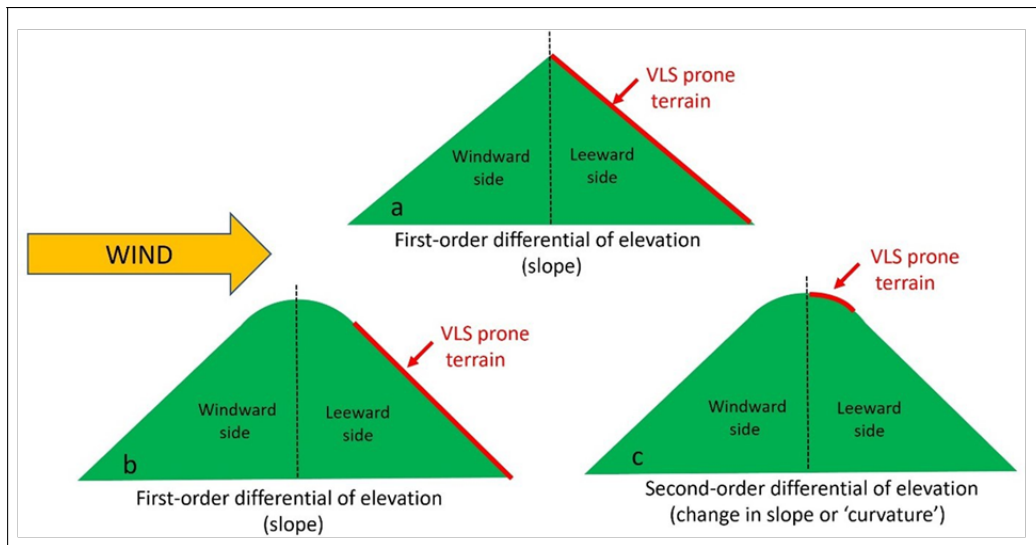 VLS prone
terrain
Windward
side
Leeward
side
a
First-order differential of elevation
(slope)
WIND
VLS prone
terrain
Windward
side
Leeward
side
b
First-order differential of elevation
(slope)
VLS prone
terrain
Windward
side
Leeward
side
c
Second-order differential of elevation
(change in slope or ‘curvature’)